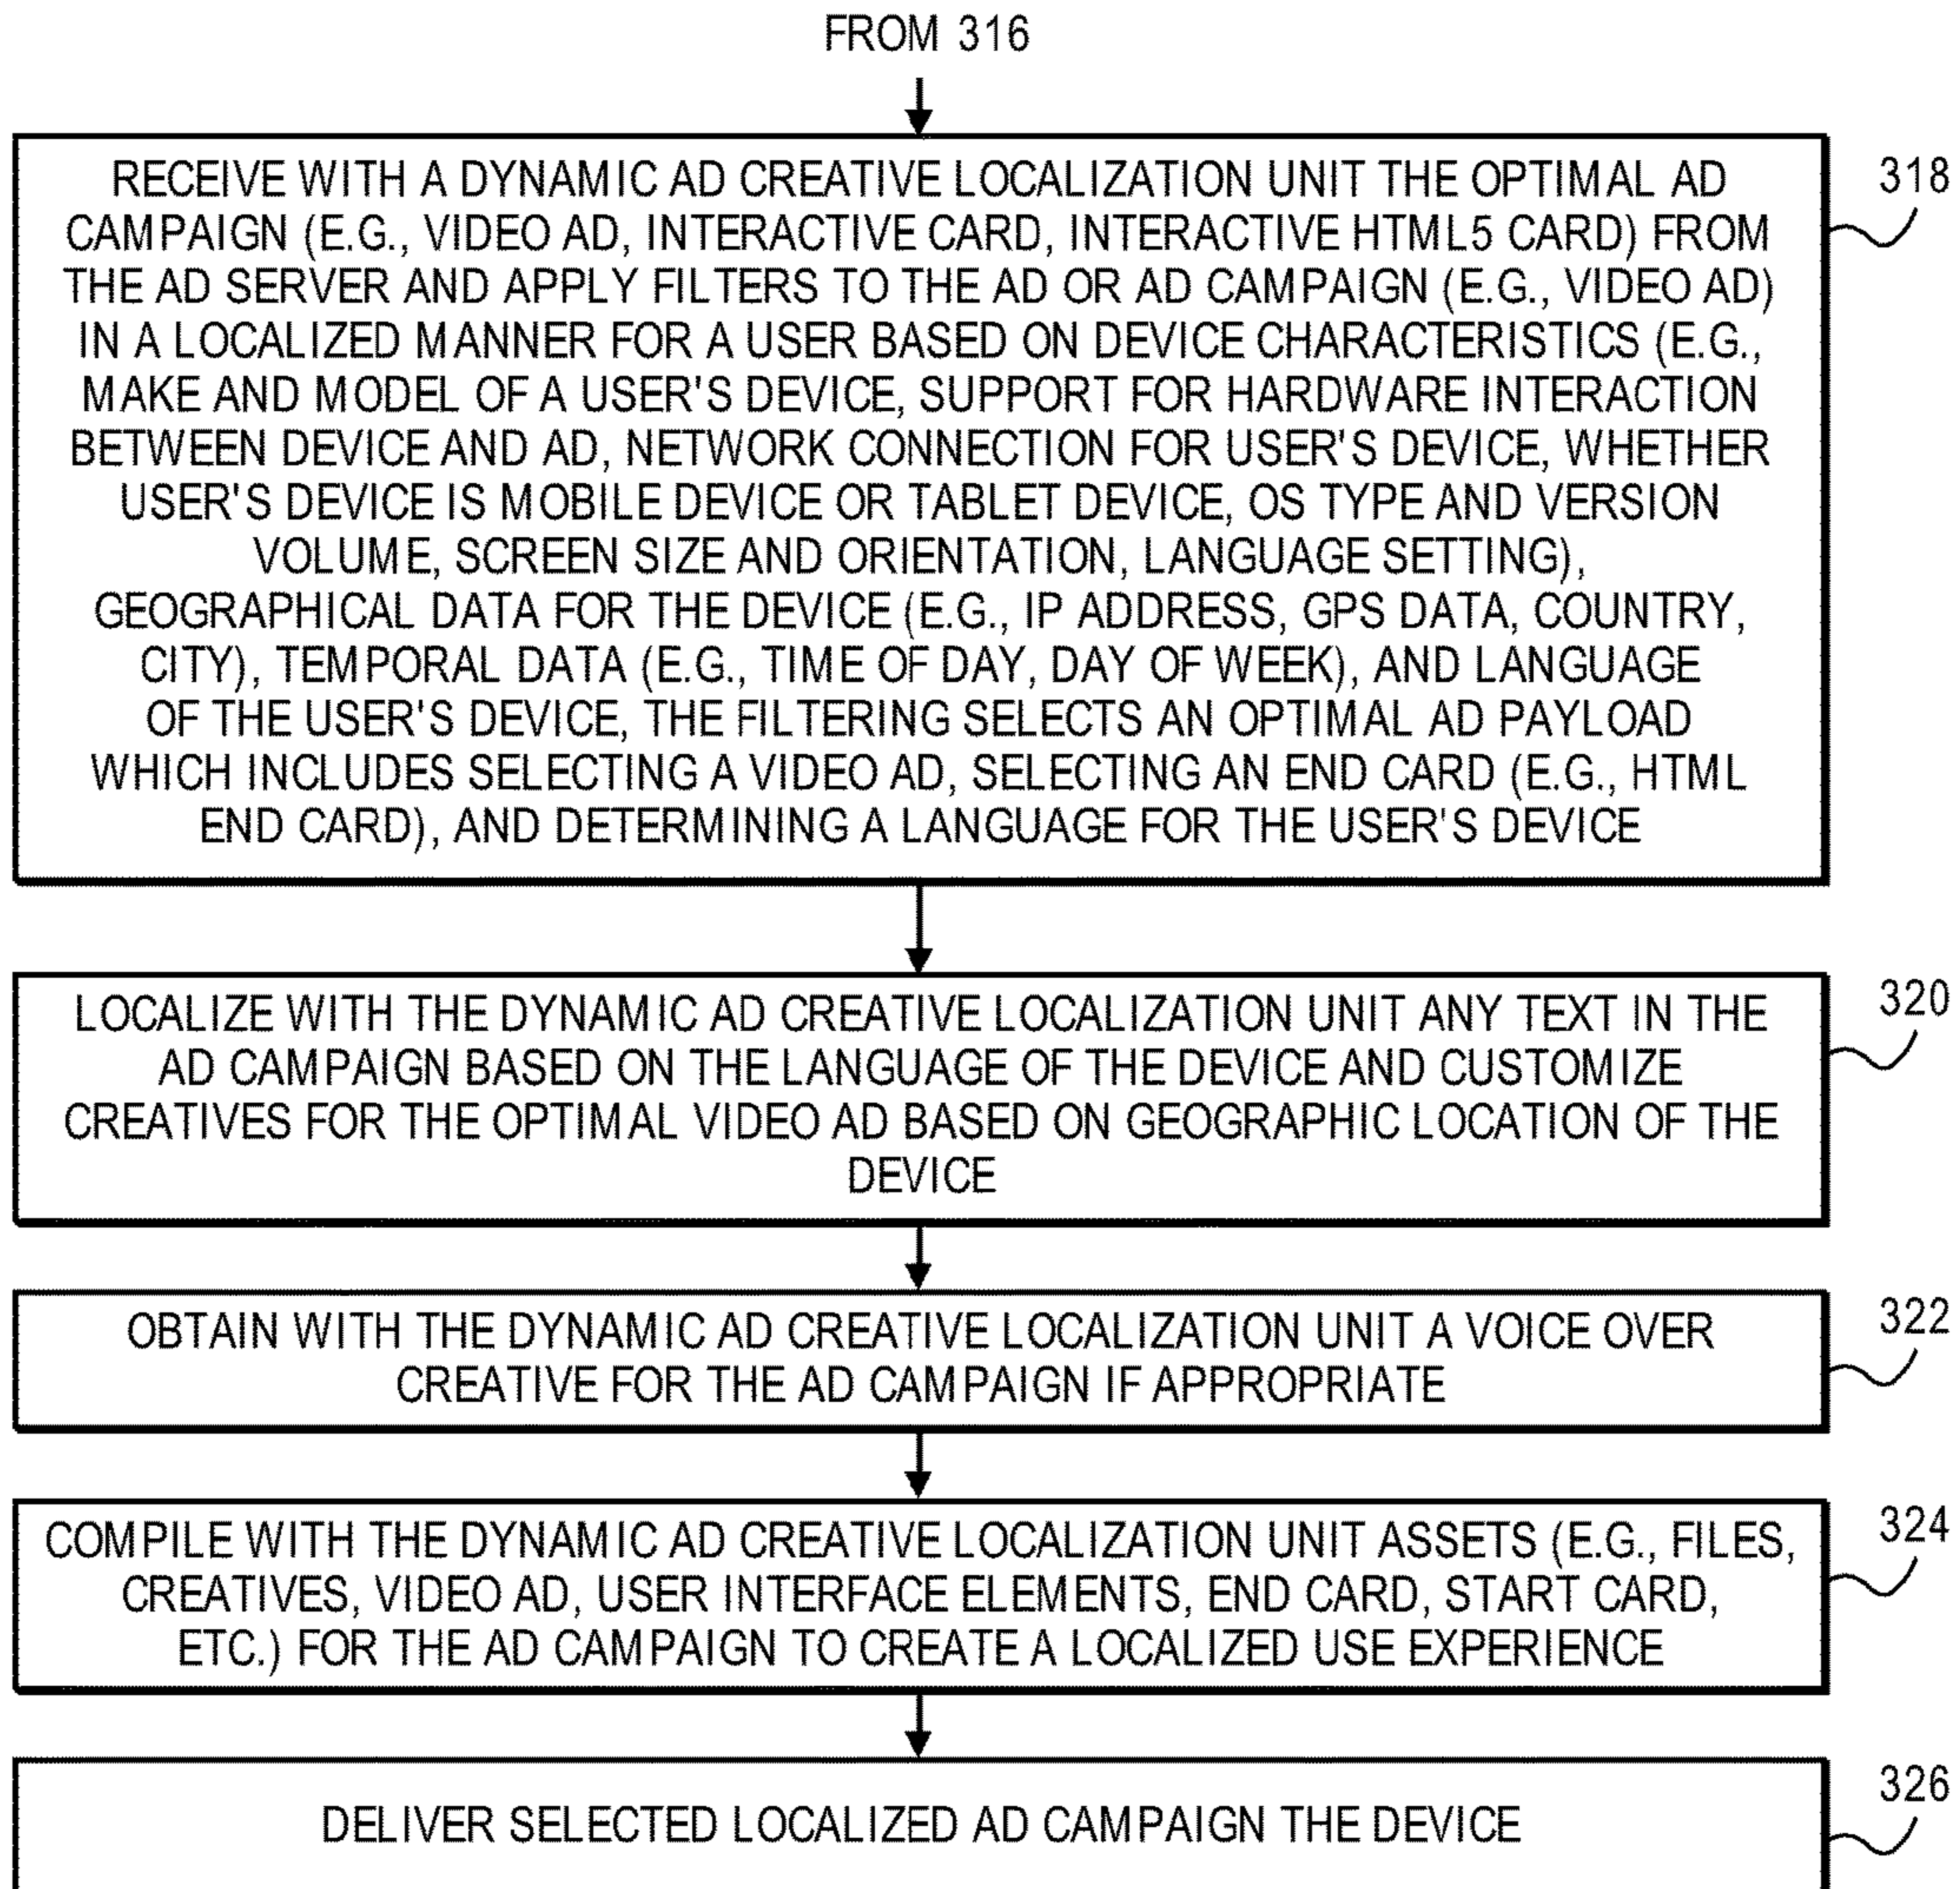 FROM 316
RECEIVE WITH A DYNAMIC AD CREATIVE LOCALIZATION UNIT THE OPTIMAL AD
CAMPAIGN (E.G., VIDEO AD, INTERACTIVE CARD, INTERACTIVE HTML5 CARD) FROM
THE AD SERVER AND APPLY FILTERS TO THE AD OR AD CAMPAIGN (E.G., VIDEO AD)
IN A LOCALIZED MANNER FOR A USER BASED ON DEVICE CHARACTERISTICS (E.G.,
MAKE AND MODEL OF A USER'S DEVICE, SUPPORT FOR HARDWARE INTERACTION
BETWEEN DEVICE AND AD, NETWORK CONNECTION FOR USER'S DEVICE, WHETHER
USER'S DEVICE IS MOBILE DEVICE OR TABLET DEVICE, OS TYPE AND VERSION
VOLUME, SCREEN SIZE AND ORIENTATION, LANGUAGE SETTING),
GEOGRAPHICAL DATA FOR THE DEVICE (E.G., IP ADDRESS, GPS DATA, COUNTRY,
CITY), TEMPORAL DATA (E.G., TIME OF DAY, DAY OF WEEK), AND LANGUAGE
OF THE USER'S DEVICE, THE FILTERING SELECTS AN OPTIMAL AD PAYLOAD
WHICH INCLUDES SELECTING A VIDEO AD, SELECTING AN END CARD (E.G., HTML
END CARD), AND DETERMINING A LANGUAGE FOR THE USER'S DEVICE
318
LOCALIZE WITH THE DYNAMIC AD CREATIVE LOCALIZATION UNIT ANY TEXT IN THE
AD CAMPAIGN BASED ON THE LANGUAGE OF THE DEVICE AND CUSTOMIZE
CREATIVES FOR THE OPTIMAL VIDEO AD BASED ON GEOGRAPHIC LOCATION OF THE
DEVICE
320
OBTAIN WITH THE DYNAMIC AD CREATIVE LOCALIZATION UNIT A VOICE OVER
CREATIVE FOR THE AD CAMPAIGN IF APPROPRIATE
322
COMPILE WITH THE DYNAMIC AD CREATIVE LOCALIZATION UNIT ASSETS (E.G., FILES,
CREATIVES, VIDEO AD, USER INTERFACE ELEMENTS, END CARD, START CARD,
ETC.) FOR THE AD CAMPAIGN TO CREATE A LOCALIZED USE EXPERIENCE
324
DELIVER SELECTED LOCALIZED AD CAMPAIGN THE DEVICE
326